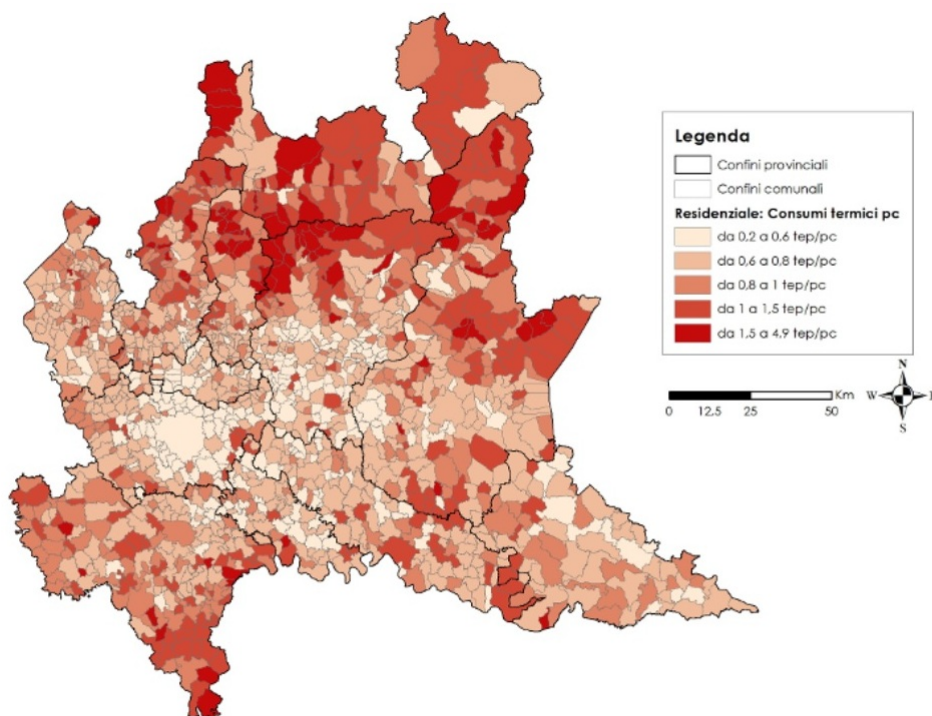 Legenda
Confini provinciali
Confini comunali
Residenziale: Consumi termici pc
da 0,2 a 0,6 tep/pc
da 0,6 a 0,8 tep/pc
da 0,8 a 1 tep/pc
da 1 a 1,5 tep/pc
da 1,5 a 4,9 tep/pc
N
Km W E
0 12.5 25 50
S